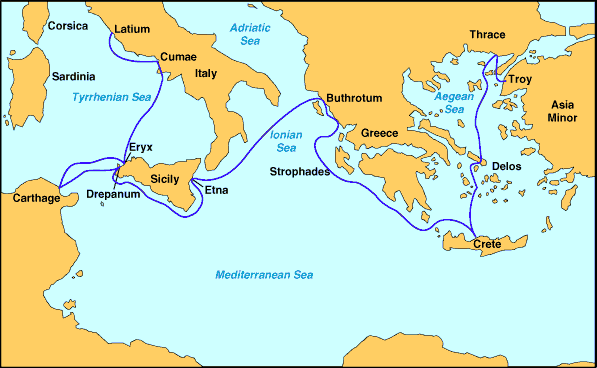 Corsica
Latium
Adriatic
Sea
Thrace
Cumae
Sardinia
Italy
Troy
Tyrrhenian Sea
Buthrotum
Aegean
Sea
Asia
Minor
Ionian
Sea
Greece
Eryx
Strophades
Delos
Sicily
Etna
Carthage
Drepanum
Crete
Mediterranean Sea